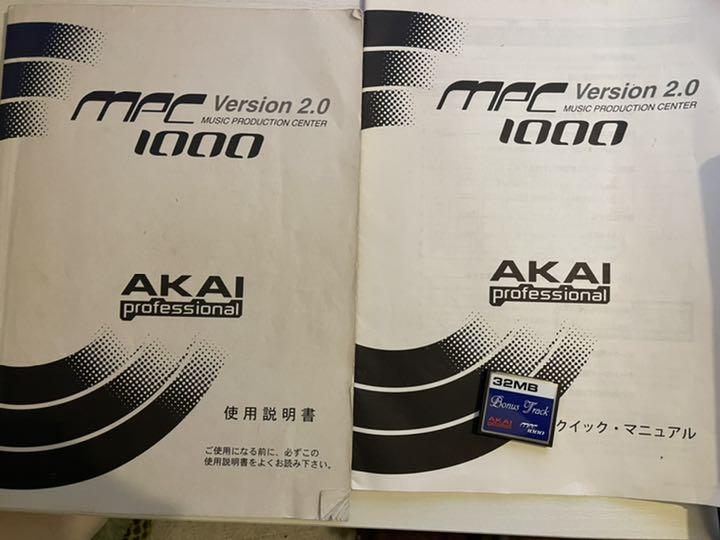 MPC Version 2.0
MUSIC PRODUCTION CENTER
1000
AKAI
professional
使用説明書
ご使用になる前に、必ずこの
使用説明書をよくお読み下さい。
MPC Version 2.0
MUSIC PRODUCTION CENTER
1000
AKAI
professional
クイック・マニュアル
32MB
Bonus Track
AKAI
professional
MPC
1000